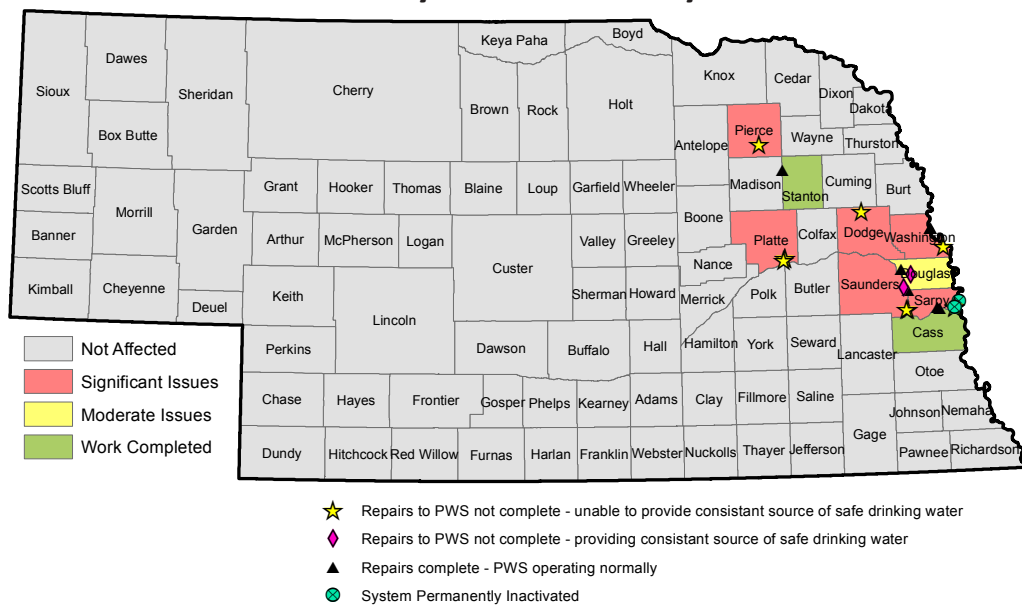 Keya Paha
Boyd
Dawes
Knox
Cedar
Sioux
Sheridan
Cherry
Dixon
Dakota
Brown
Rock
Holt
Box Butte
Pierce
Wayne
Antelope
Thurston
Scotts Bluff
Grant
Hooker
Thomas
Blaine
Loup
Garfield
Wheeler
Madison
Stanton
Cuming
Burt
Morrill
Garden
Boone
Banner
Arthur
McPherson
Logan
Valley
Greeley
Platte
Colfax
Dodge
Washington
Custer
Nance
Kimball
Cheyenne
Keith
Sherman
Howard
Merrick
Polk
Butler
Saunders
Douglas
Sarpy
Deuel
Lincoln
Cass
Perkins
Dawson
Buffalo
Hall
Hamilton
York
Seward
Lancaster
Otoe
Chase
Hayes
Frontier
Gosper
Phelps
Kearney
Adams
Clay
Fillmore
Saline
Johnson
Nemaha
Gage
Dundy
Hitchcock
Red Willow
Furnas
Harlan
Franklin
Webster
Nuckolls
Thayer
Jefferson
Pawnee
Richardson
Not Affected
Significant Issues
Moderate Issues
Work Completed
Repairs to PWS not complete - unable to provide consistant source of safe drinking water
Repairs to PWS not complete - providing consistant source of safe drinking water
Repairs complete - PWS operating normally
System Permanently Inactivated